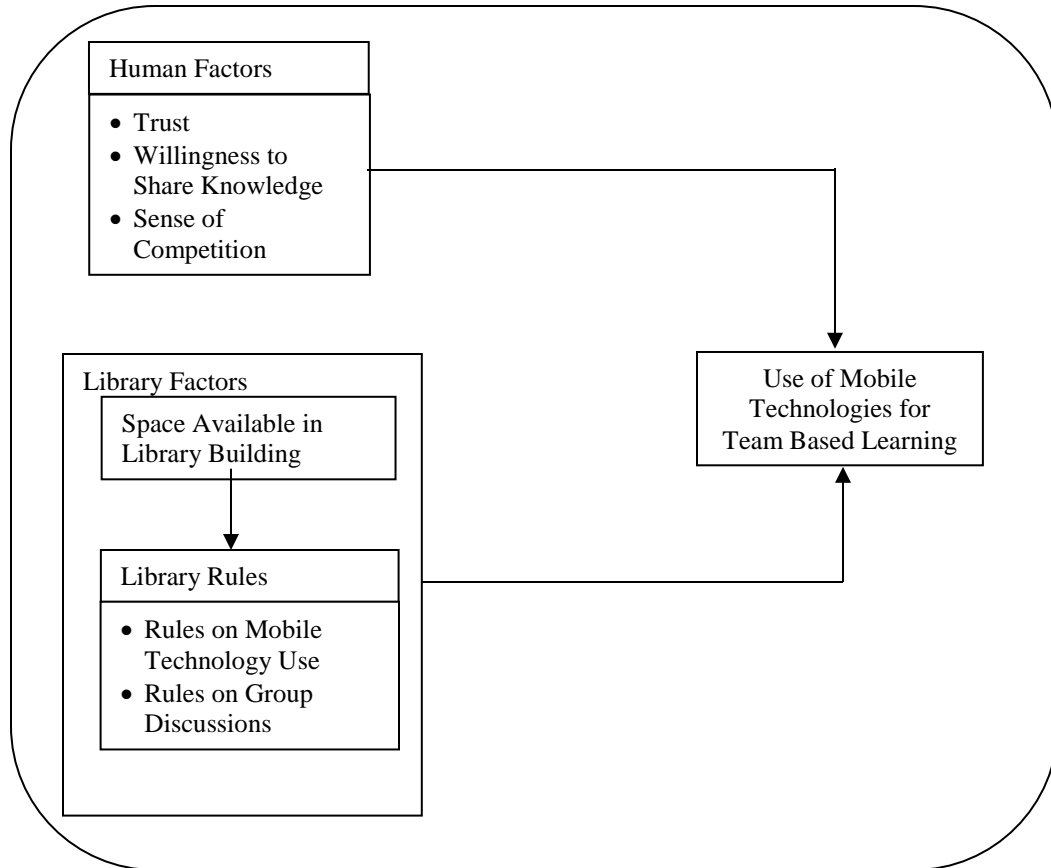 Human Factors
• Trust
• Willingness to
Share Knowledge
• Sense of
Competition
Library Factors
Space Available in
Library Building
Library Rules
• Rules on Mobile
Technology Use
• Rules on Group
Discussions
Use of Mobile
Technologies for
Team Based Learning